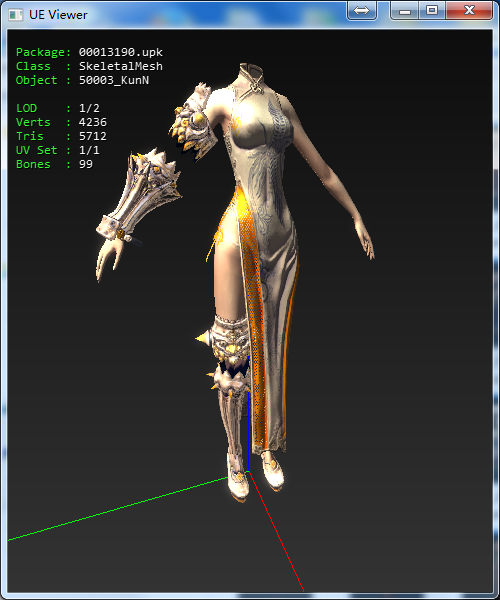 UE Viewer
Package: 00013190.upk
Class : SkeletalMesh
Object : 50003_KunN
LOD : 1/2
Verts : 4236
Tris : 5712
UV Set : 1/1
Bones : 99